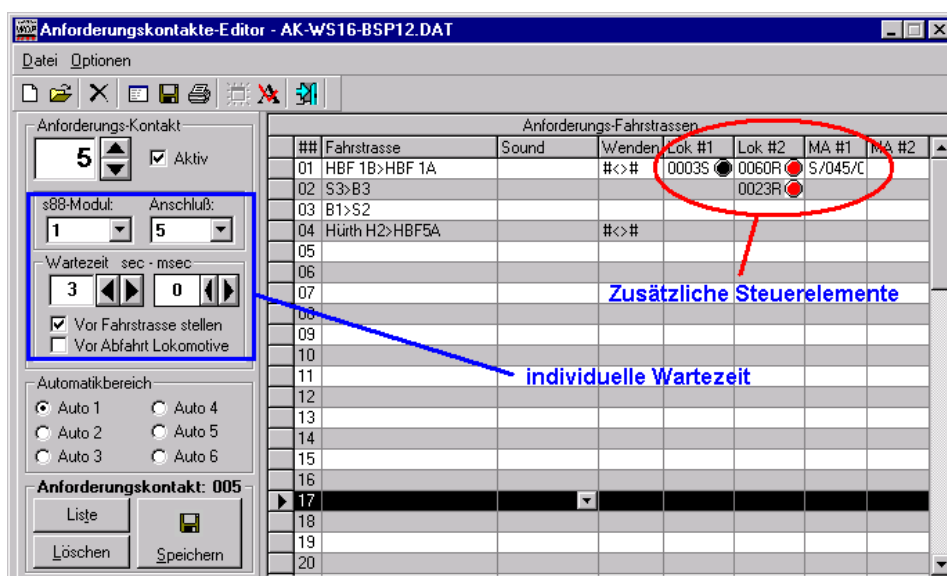 Anforderungskontakte-Editor - AK-WS16-BSP12.DAT
Datei Optionen
Anforderungs-Kontakt
5
Aktiv
s88-Modul: Anschluß:
1 5
Wartezeit sec - msec
3 0
Vor Fahrstrasse stellen
Vor Abfahrt Lokomotive
Automatikbereich
Auto 1 Auto 4
Auto 2 Auto 5
Auto 3 Auto 6
Anforderungskontakt: 005
Liste
Löschen
Speichern
Anforderungs-Fahrstrassen
## Fahrstrasse Sound Wenden Lok #1 Lok #2 MA #1 MA #2
01 HBF 1B>HBF 1A #<># 0003S 0060R S/045/C
02 S3>B3 0023R
03 B1>S2
04 Hürth H2>HBF5A #<>#
05
06
07
08
09
10
11
12
13
14
15
16
17
18
19
20
Zusätzliche Steuerelemente
individuelle Wartezeit